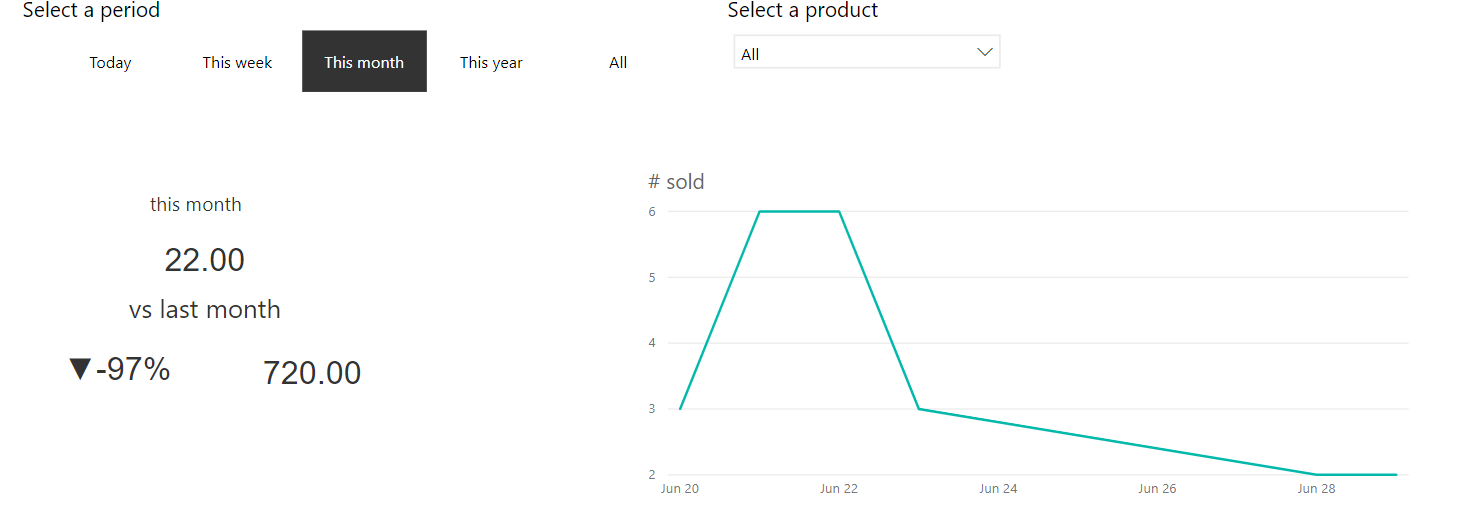 Select a period
Select a product
Today
This week
This month
This year
All
All
this month
22.00
vs last month
▼-97%
720.00
# sold
6
5
4
3
2
Jun 20
Jun 22
Jun 24
Jun 26
Jun 28